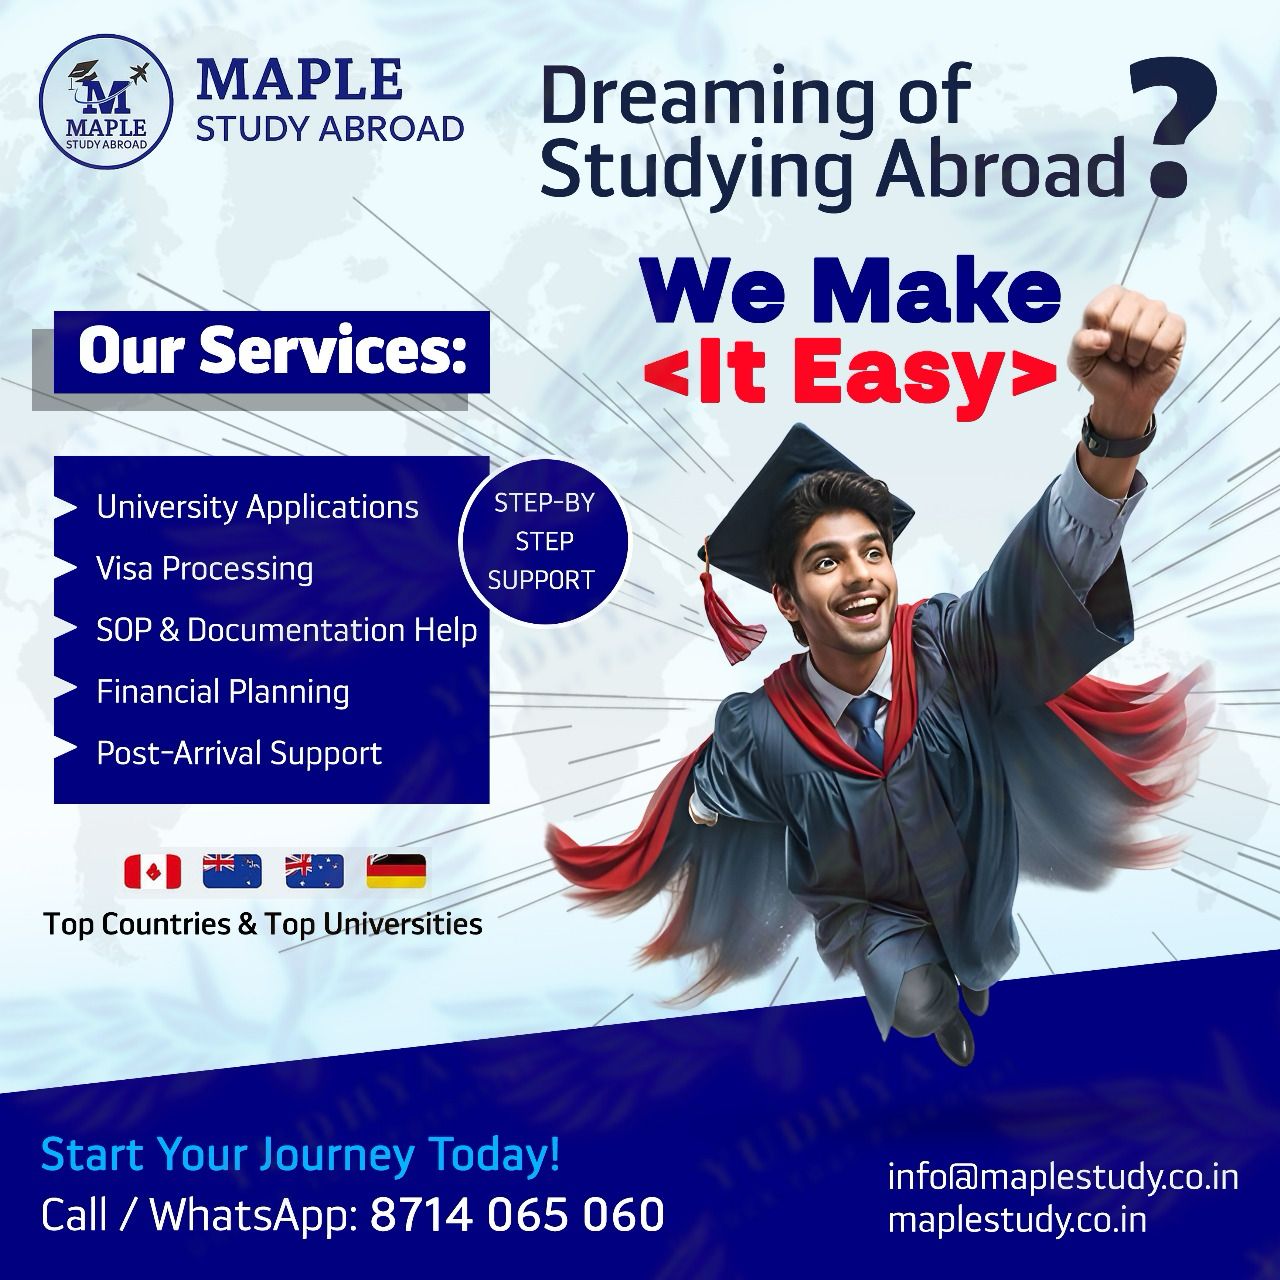 M
MAPLE
STUDY ABROAD
MAPLE
STUDY ABROAD
Dreaming of
Studying Abroad?
We Make
<It Easy>
Our Services:
University Applications
Visa Processing
SOP & Documentation Help
Financial Planning
Post-Arrival Support
STEP-BY
STEP
SUPPORT
Top Countries & Top Universities
Start Your Journey Today!
Call / WhatsApp: 8714 065 060
info@maplestudy.co.in
maplestudy.co.in
YUDHYA